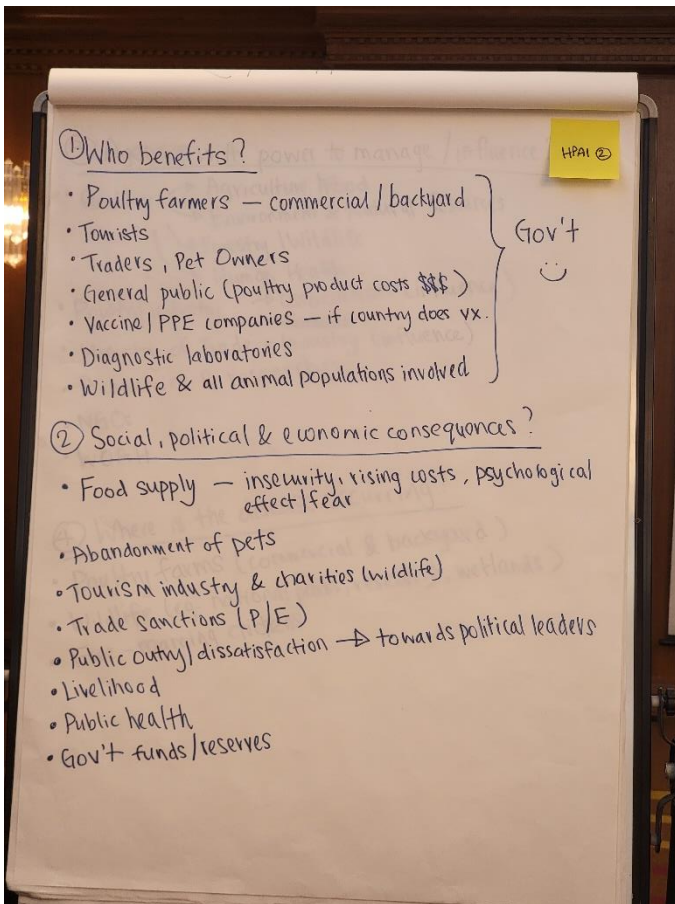 ① Who benefits?
HPAI ②
• Poultry farmers — commercial / backyard
• Tourists
• Traders, Pet Owners
• General public (poultry product costs $$$)
• Vaccine / PPE companies — if country does vx.
• Diagnostic laboratories
• Wildlife & all animal populations involved
Gov't
② Social, political & economic consequences?
• Food supply — insecurity, rising costs, psychological
effect/fear
• Abandonment of pets
• Tourism industry & charities (wildlife)
• Trade sanctions (P/E)
• Public outry/dissatisfaction → towards political leaders
• Livelihood
• Public health
• Gov't funds/reserves